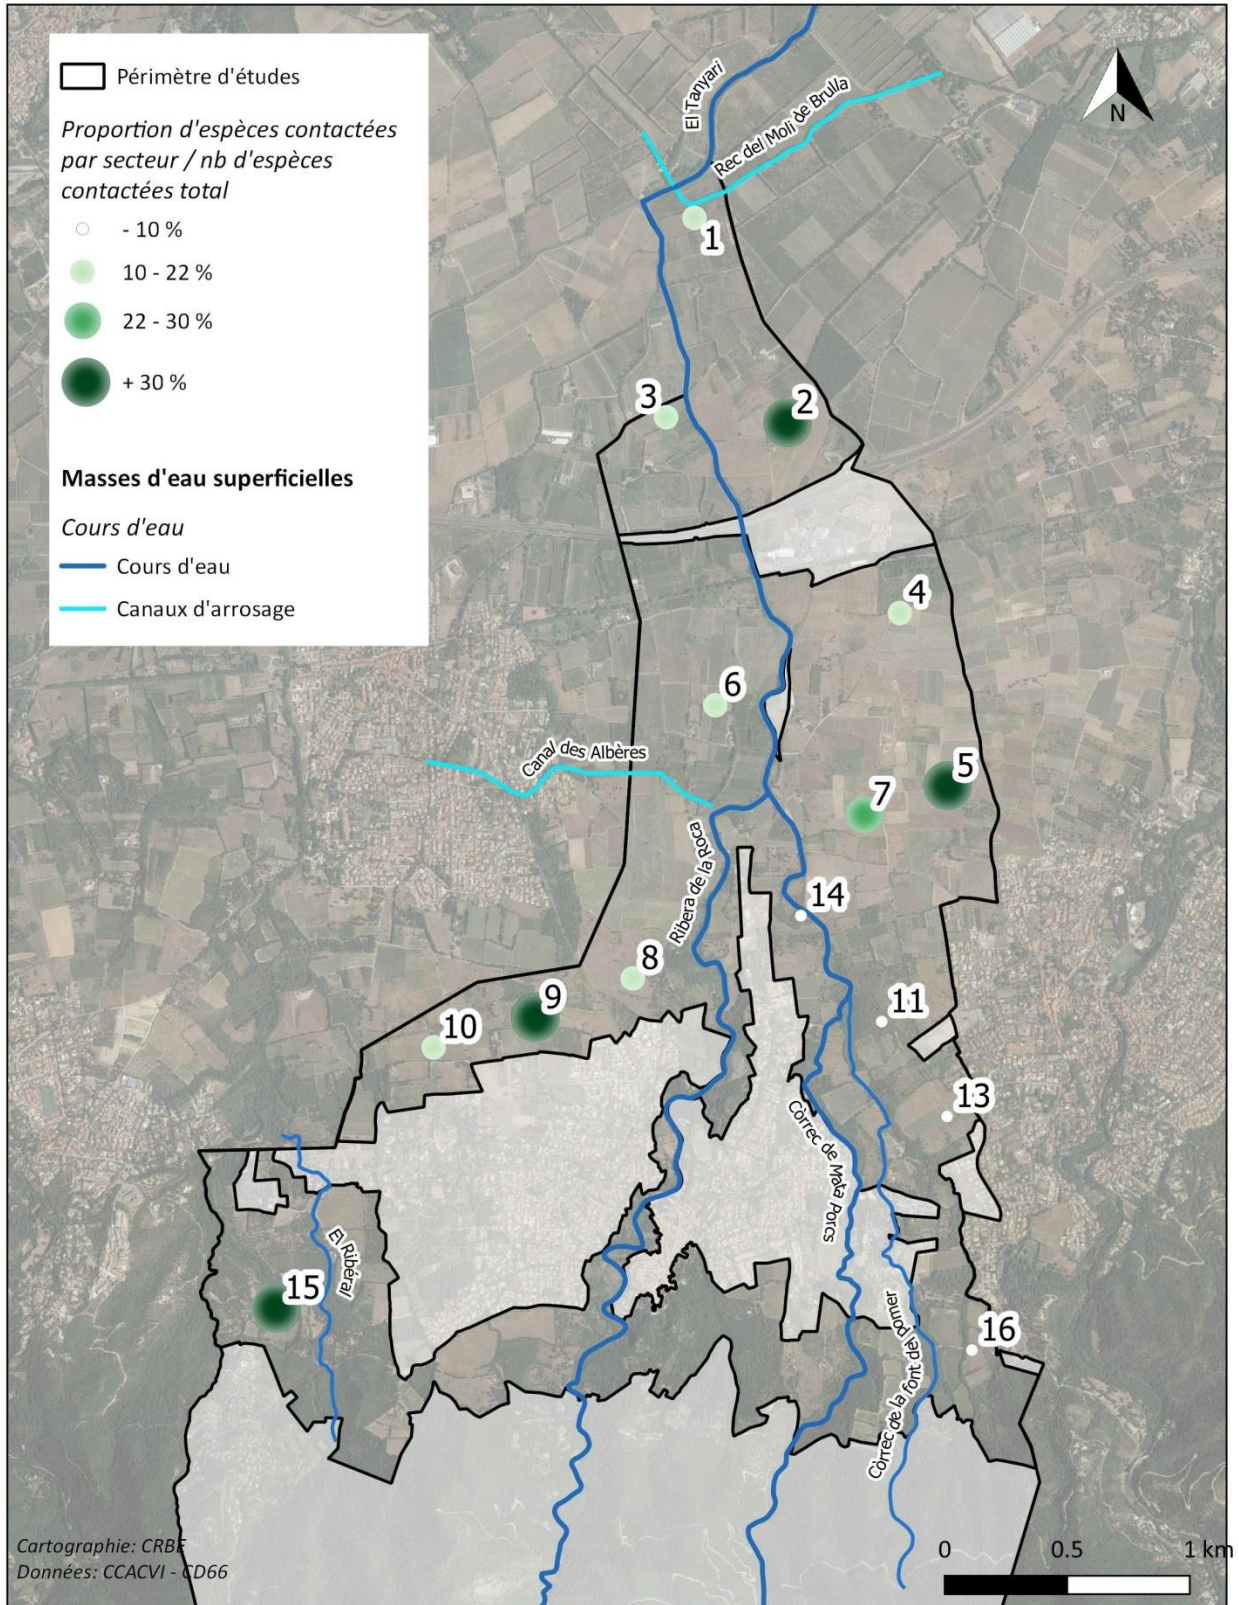 Périmètre d'études
Proportion d'espèces contactées
par secteur / nb d'espèces
contactées total
- 10 %
10 - 22 %
22 - 30 %
+ 30 %
Masses d'eau superficielles
Cours d'eau
Cours d'eau
Canaux d'arrosage
El Tanyari
Rec del Moli de Brulla
N
1
3
2
4
6
Canal des Albères
5
7
Ribera de la Roca
14
8
9
11
10
13
Còrrec de Mata Porcs
El Ribéral
15
16
Còrrec de la font del pomer
Cartographie: CRBE
Données: CCACVI - CD66
0 0.5 1 km